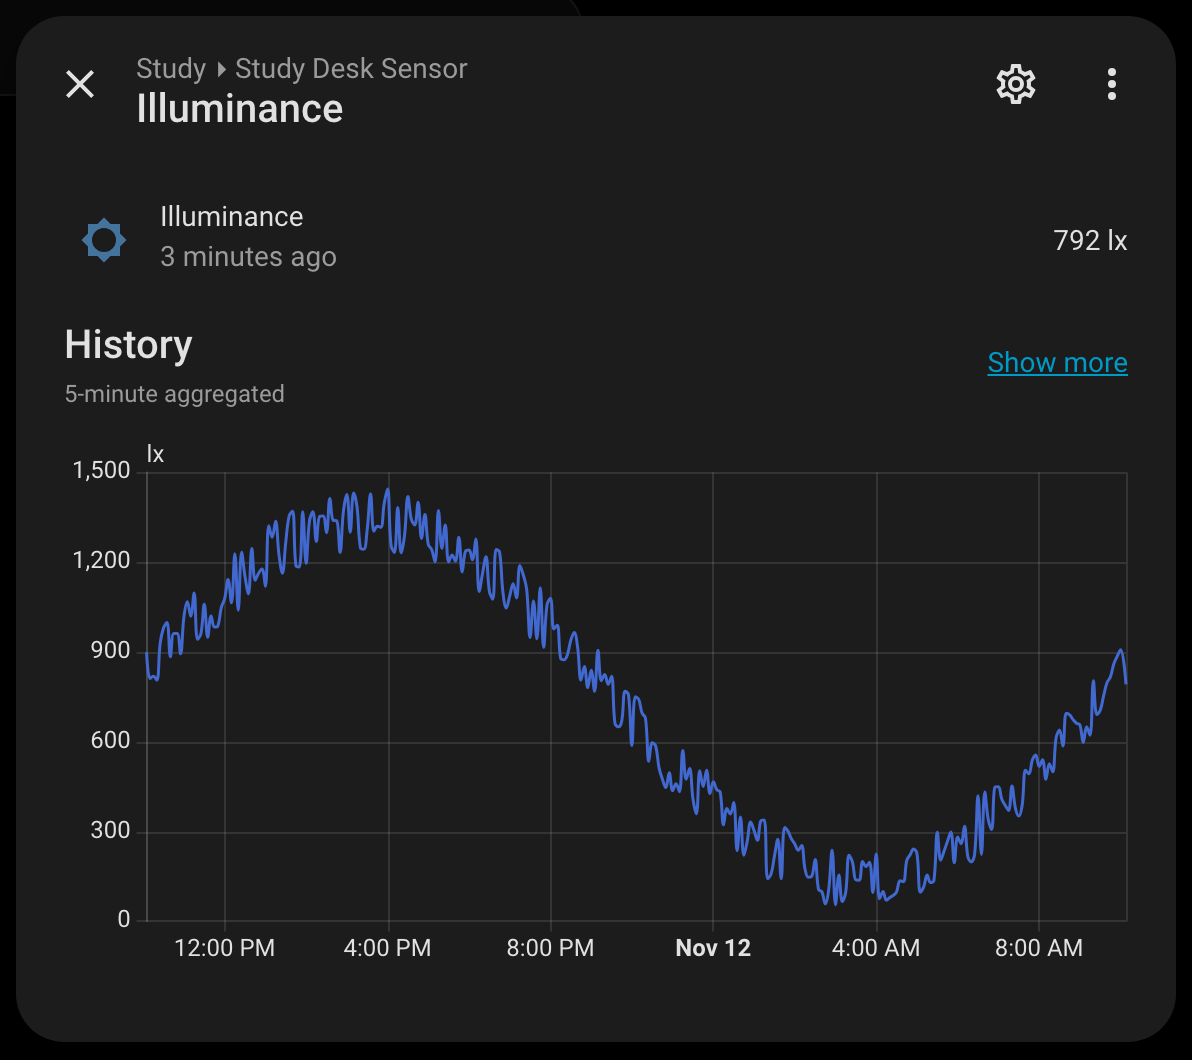 Study ▸ Study Desk Sensor
Illuminance
Illuminance
3 minutes ago
792 lx
History
Show more
5-minute aggregated
lx
1,500
1,200
900
600
300
0
12:00 PM 4:00 PM 8:00 PM Nov 12 4:00 AM 8:00 AM